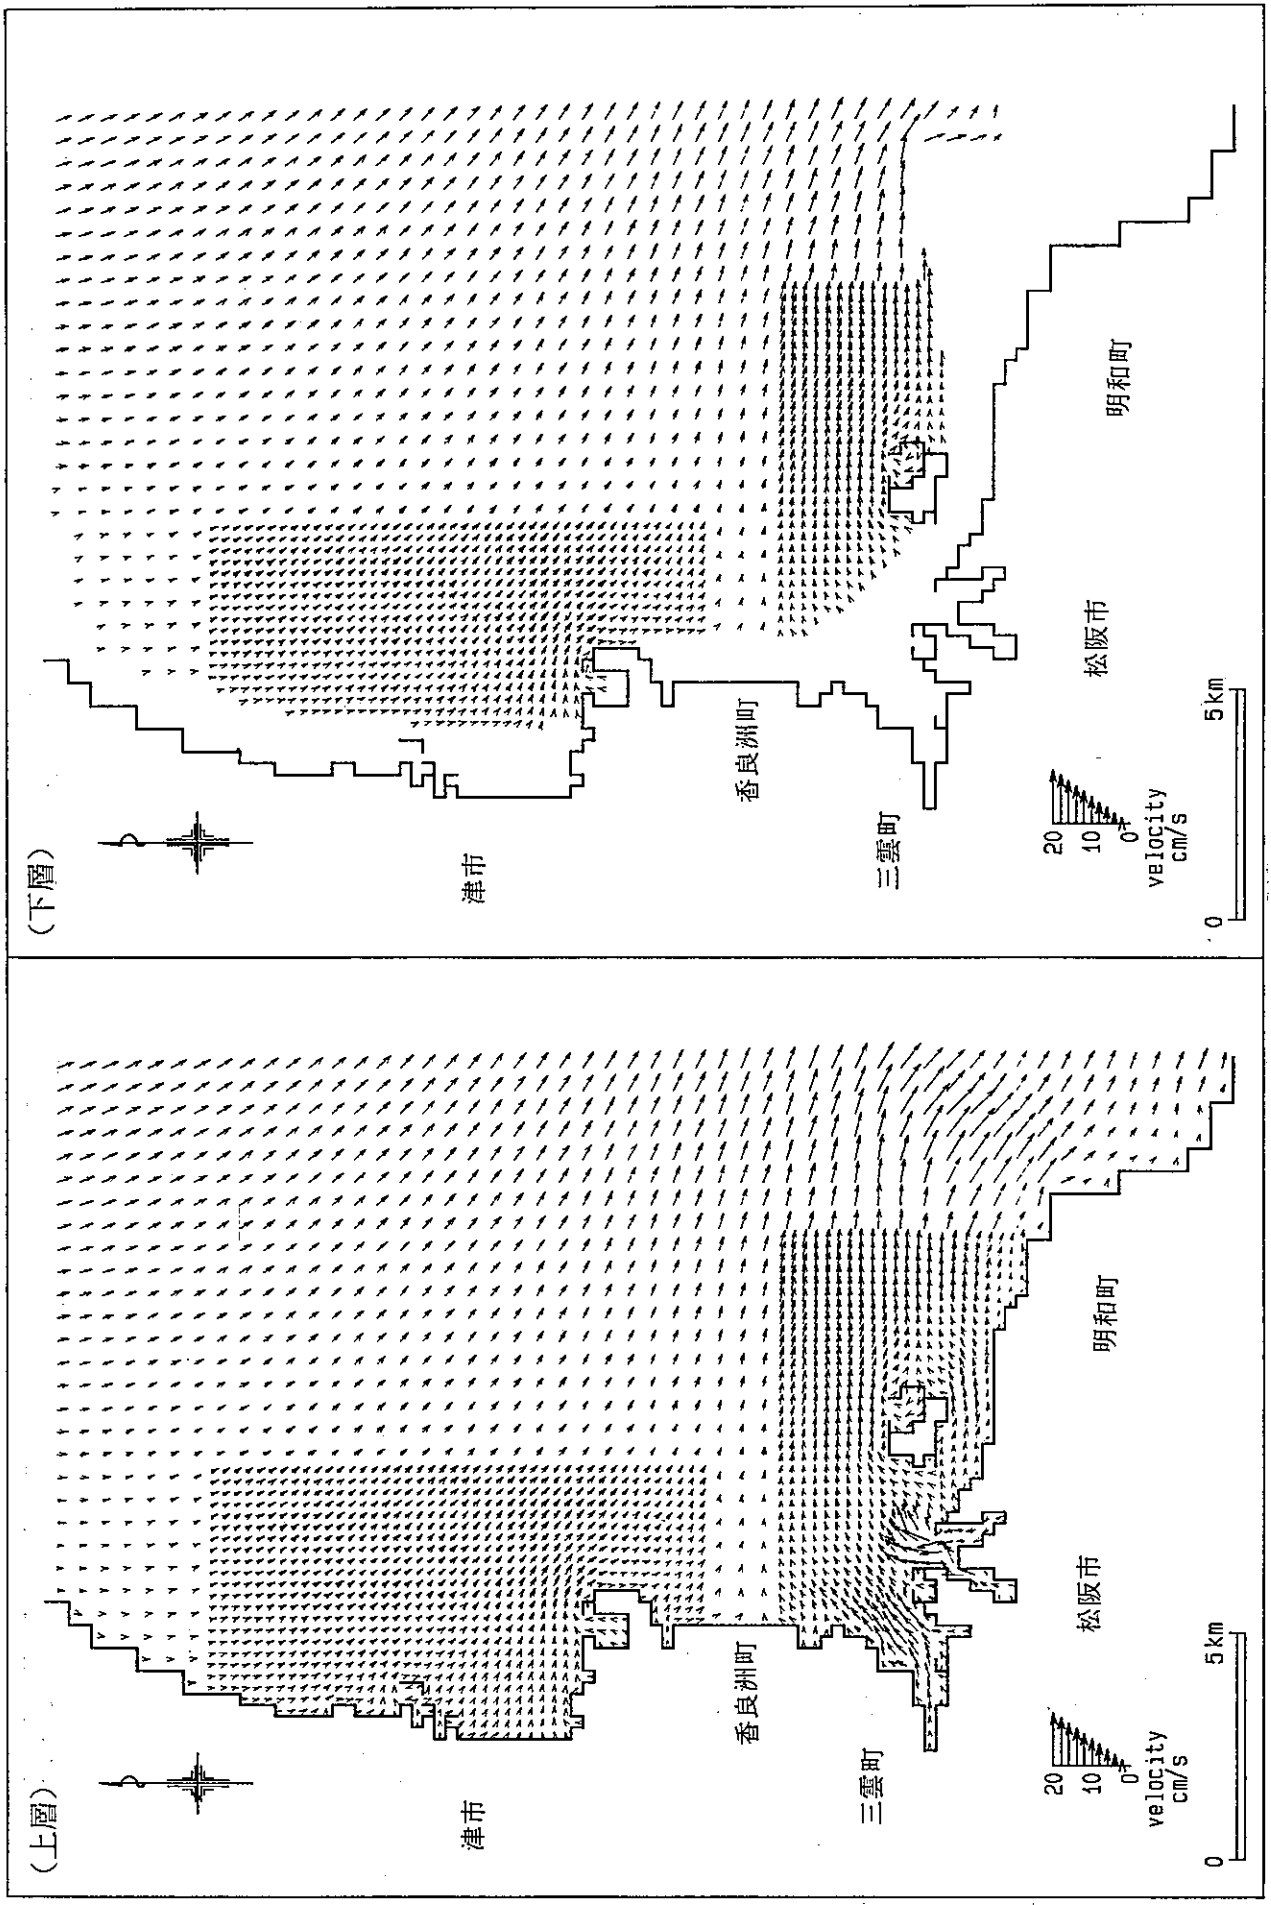 (上層)
津市
香良洲町
三雲町
松阪市
明和町
20
10
0
velocity
cm/s
0
5km
(下層)
津市
香良洲町
三雲町
松阪市
明和町
20
10
0
velocity
cm/s
0
5km